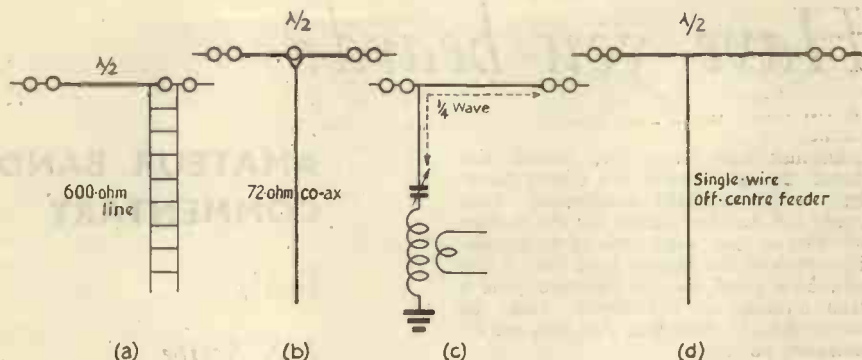 λ/2
λ/2
λ/2
600-ohm
line
72-ohm co-ax
¼ Wave
Single-wire
off-centre feeder
(a)
(b)
(c)
(d)